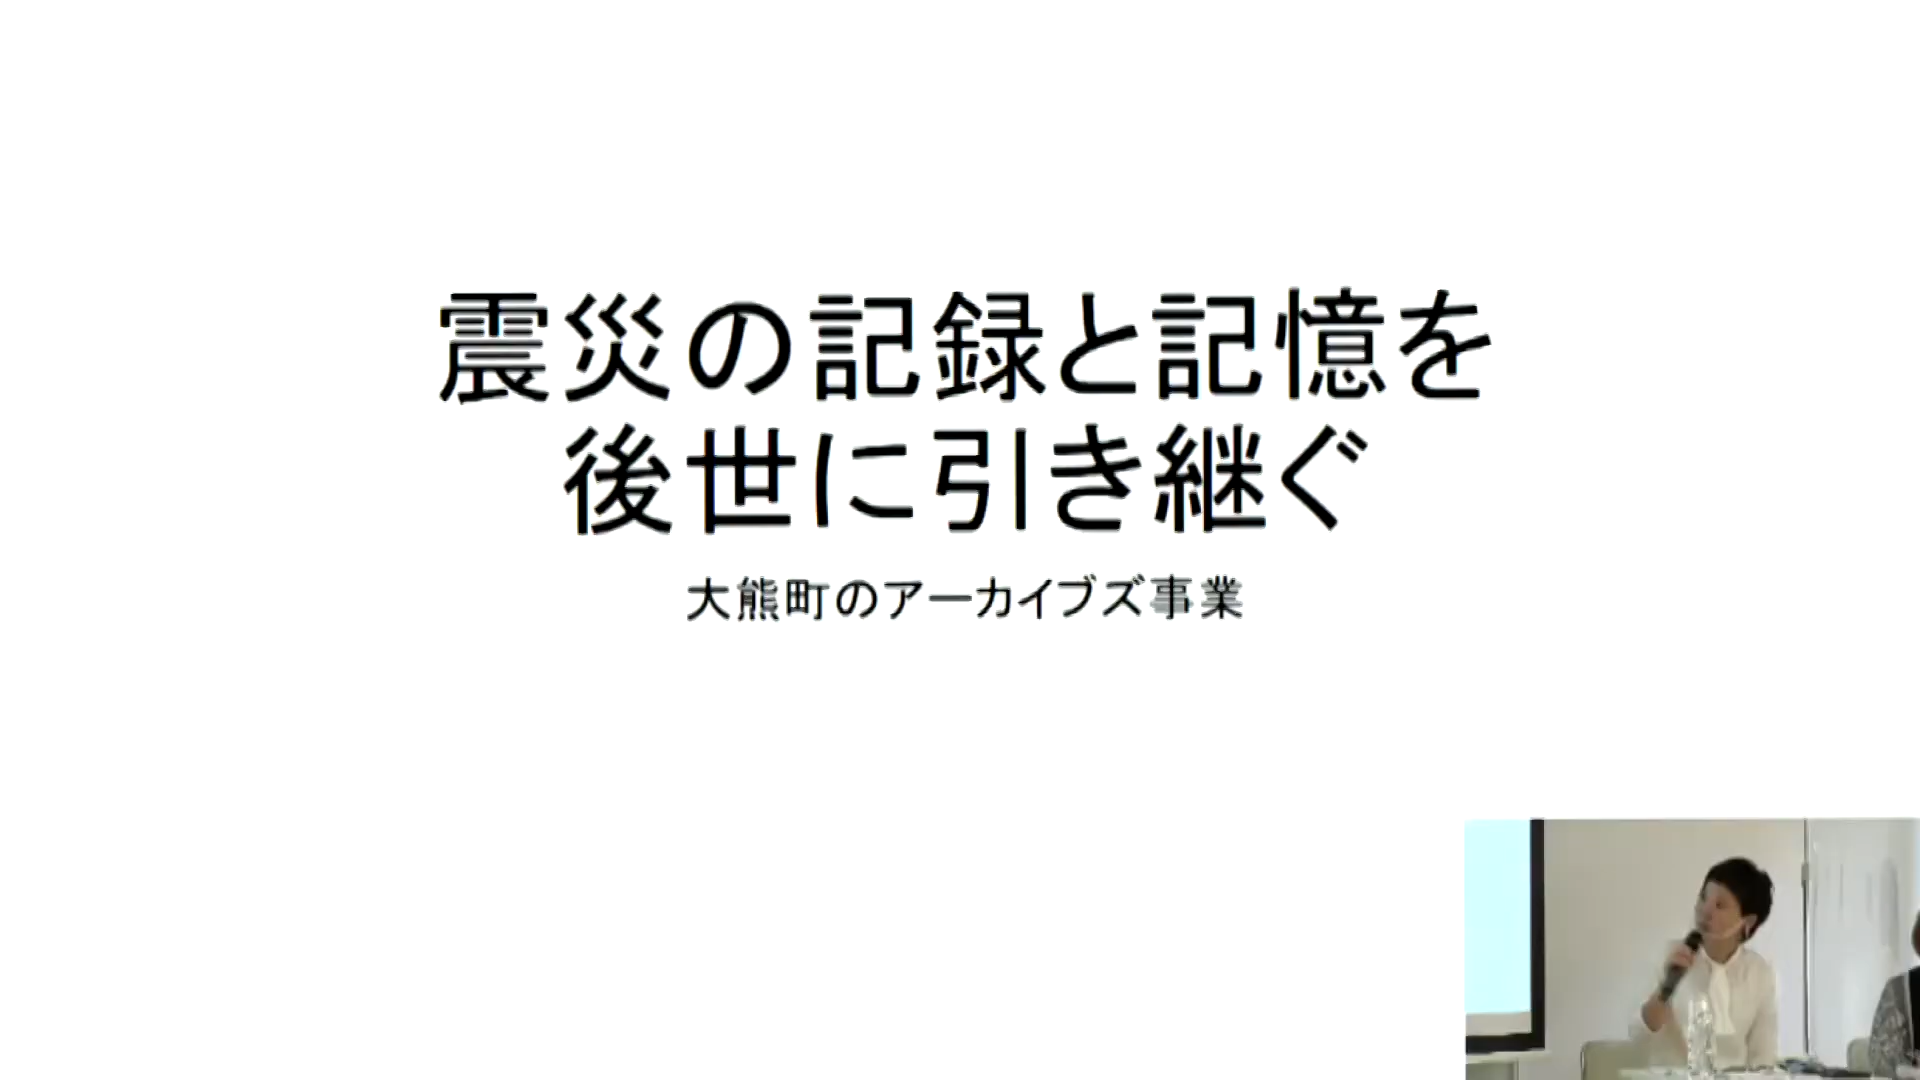 震災の記録と記憶を
後世に引き継ぐ
大熊町のアーカイブズ事業